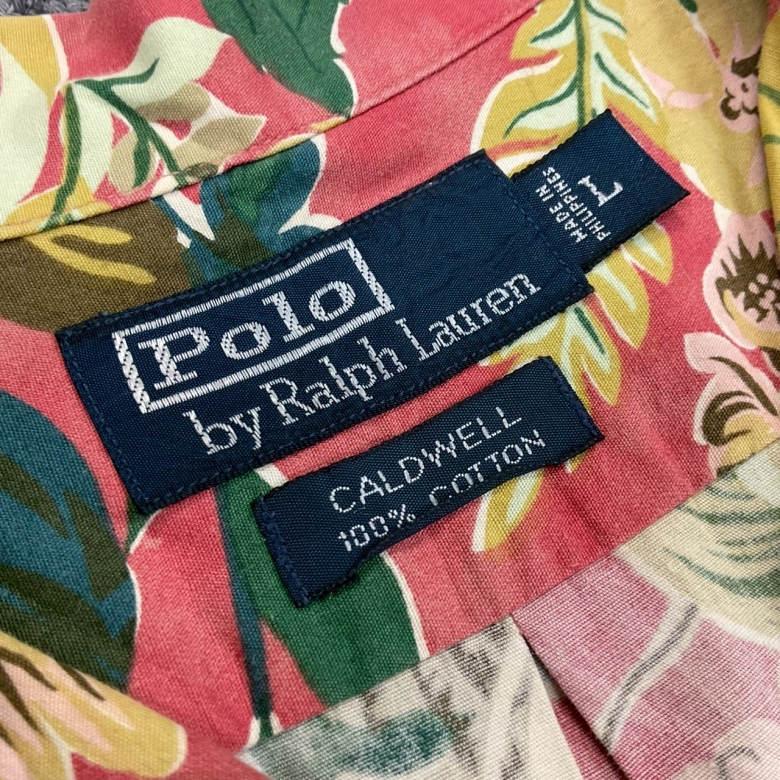 Polo
by Ralph Lauren
L
MADE IN
PHILIPPINES
CALDWELL
100% COTTON